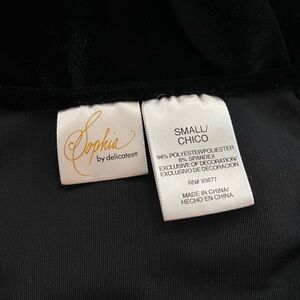 Sophia
by delicates®
SMALL/
CHICO
94% POLYESTER/POLIESTER
6% SPANDEX
EXCLUSIVE OF DECORATION/
EXCLUSIVO DE DECORACION
RN# 93677
MADE IN CHINA/
HECHO EN CHINA